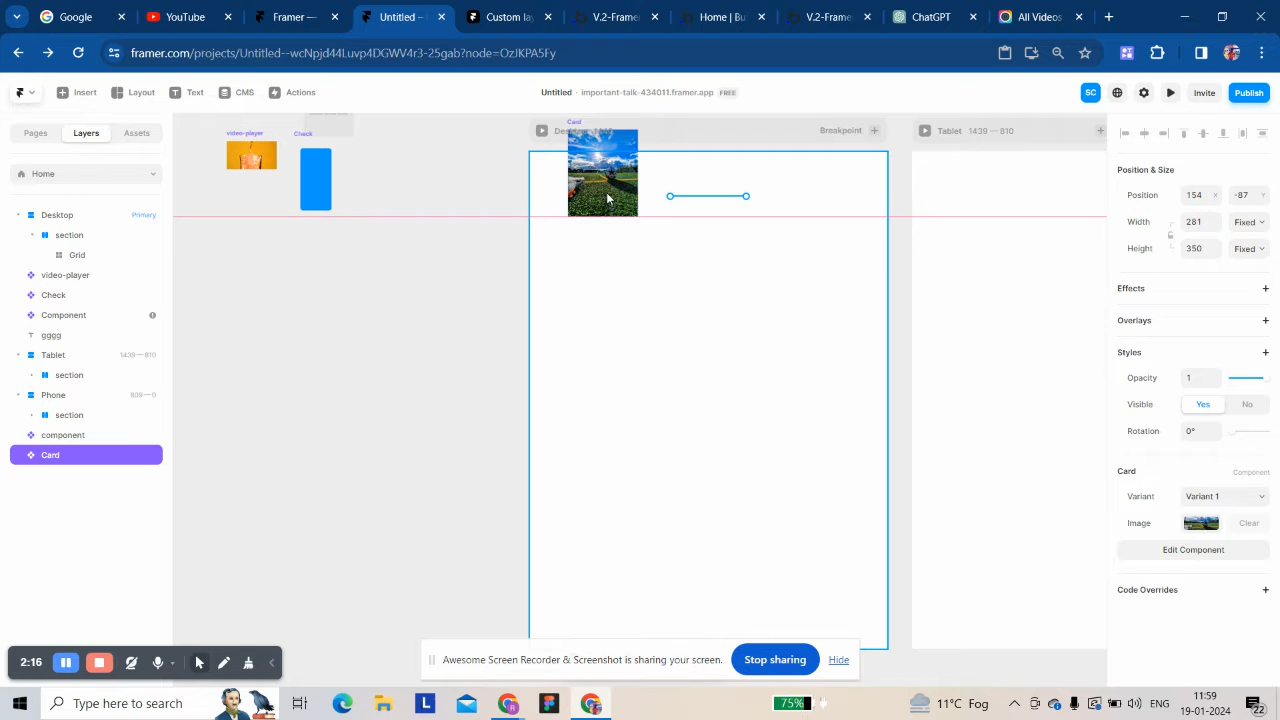 YouTube
Framer —
Untitled –
Custom lay
V.2-Frame
Home | Bu
V.2-Frame
ChatGPT
All Videos
framer.com/projects/Untitled--wcNpjd44Luvp4DGWV4r3-25gab?node=OzJKPA5Fy
Insert
Layout
Text
CMS
Actions
Untitled · important-talk-434011.framer.app FREE
SC
Invite
Publish
Pages
Layers
Assets
Home
Desktop Primary
section
Grid
video-player
Check
Component
gggg
Tablet 1439—810
section
Phone 809—0
section
component
Card
video-player
Check
Card
Breakpoint +
Tablet 1439 — 810 +
Position & Size
Position 154 X -87 Y
Width 281 Fixed
Height 350 Fixed
Effects +
Overlays +
Styles +
Opacity 1
Visible Yes No
Rotation 0°
Card Component
Variant Variant 1
Image Clear
Edit Component
Code Overrides +
2:16
Awesome Screen Recorder & Screenshot is sharing your screen.
Stop sharing
Hide
Type here to search
75%
11°C Fog
ENG
11:59
19-11-2024
22